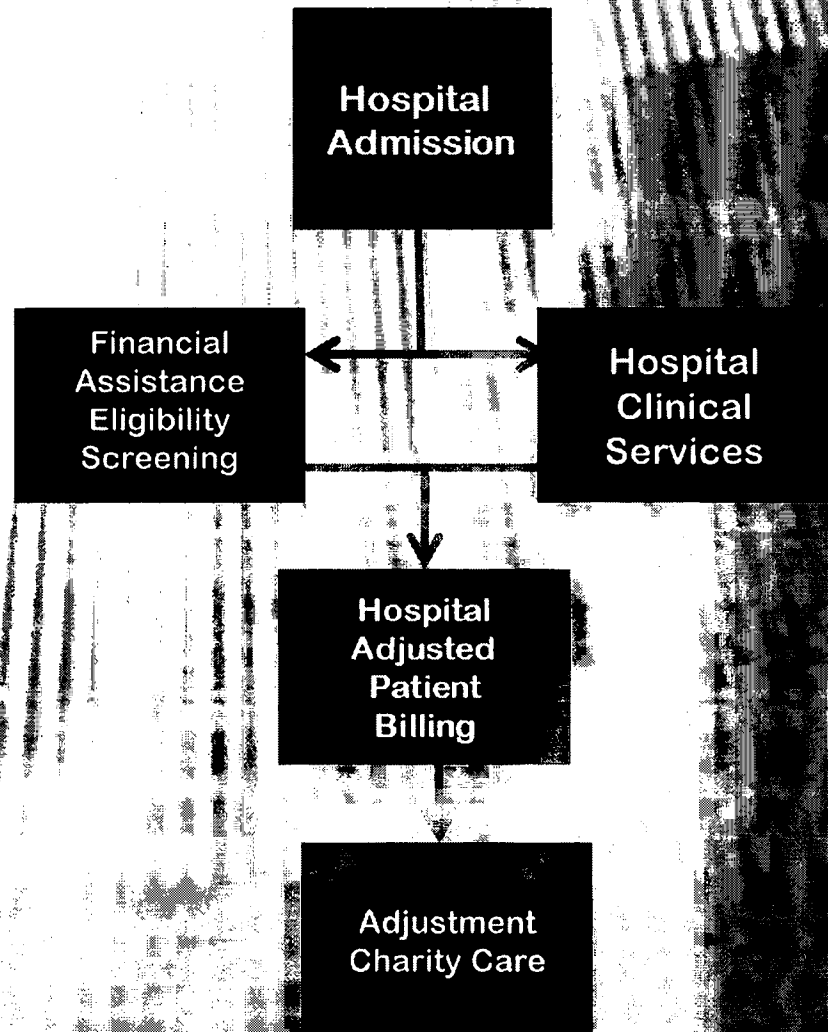 Hospital
Admission
Financial
Assistance
Eligibility
Screening
Hospital
Clinical
Services
Hospital
Adjusted
Patient
Billing
Adjustment
Charity Care